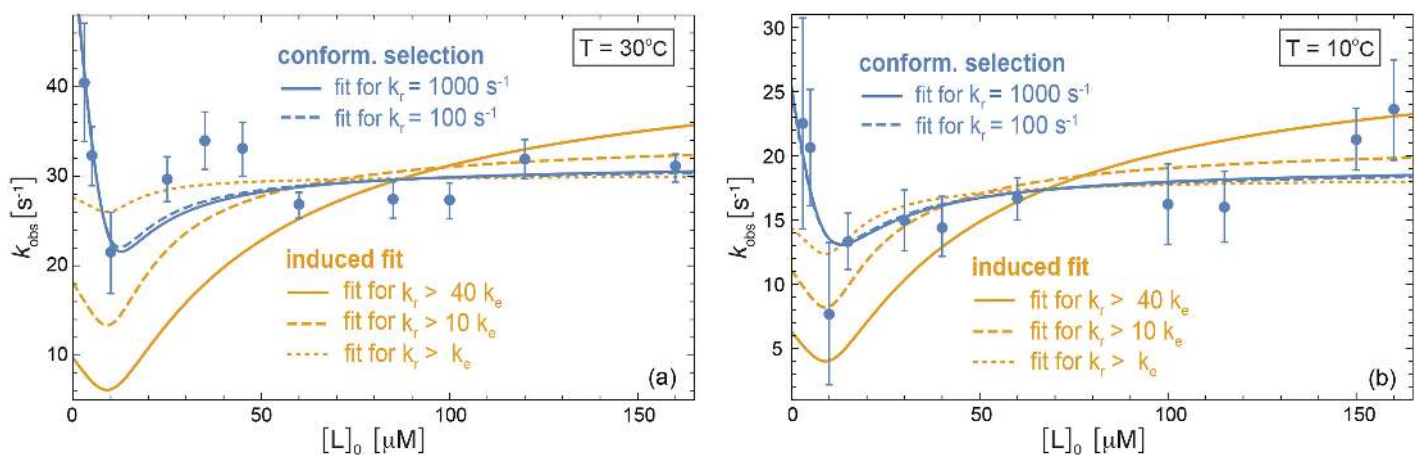 T = 30°C
conform. selection
fit for k_r = 1000 s⁻¹
fit for k_r = 100 s⁻¹
induced fit
fit for k_r > 40 k_e
fit for k_r > 10 k_e
fit for k_r > k_e
(a)
40
30
20
10
k_obs [s⁻¹]
0
50
100
150
[L]₀ [μM]
T = 10°C
conform. selection
fit for k_r = 1000 s⁻¹
fit for k_r = 100 s⁻¹
induced fit
fit for k_r > 40 k_e
fit for k_r > 10 k_e
fit for k_r > k_e
(b)
30
25
20
15
10
5
k_obs [s⁻¹]
0
50
100
150
[L]₀ [μM]